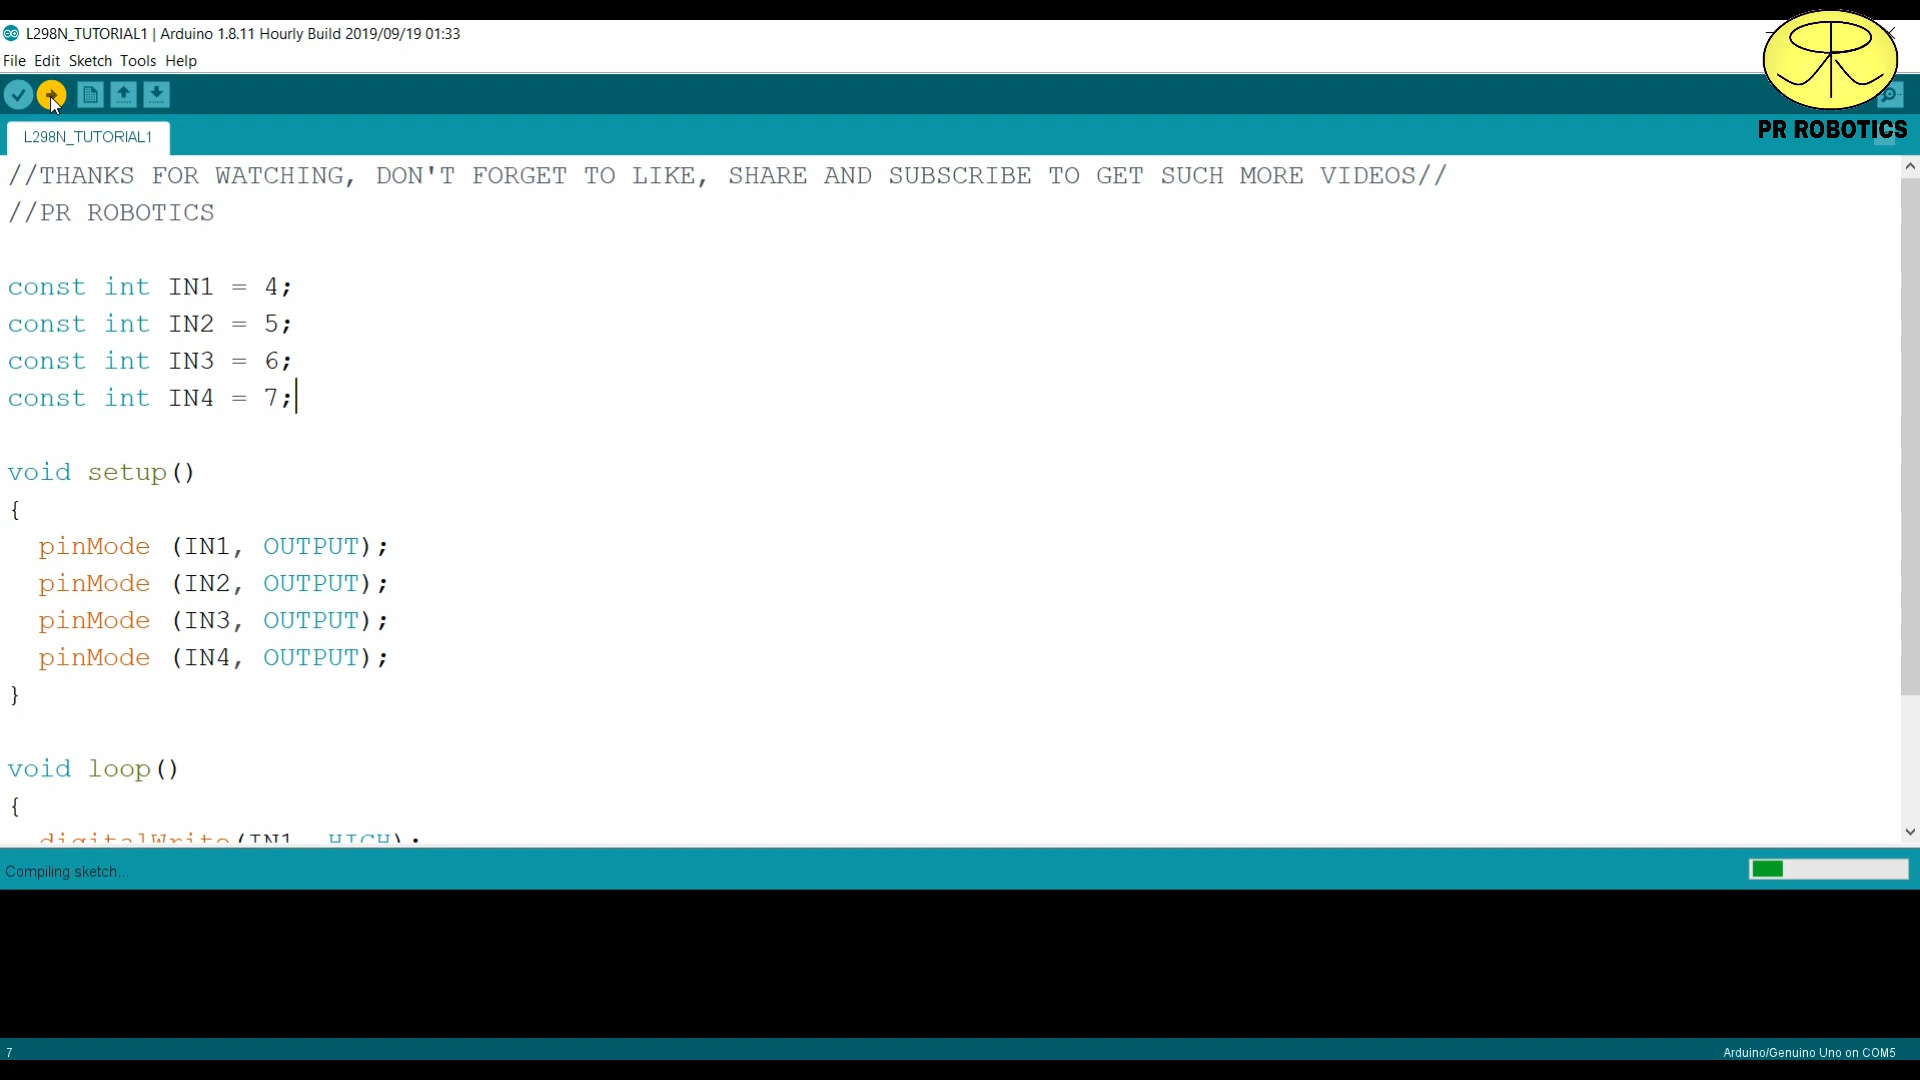 L298N_TUTORIAL1 | Arduino 1.8.11 Hourly Build 2019/09/19 01:33
File Edit Sketch Tools Help
PR ROBOTICS
L298N_TUTORIAL1
//THANKS FOR WATCHING, DON'T FORGET TO LIKE, SHARE AND SUBSCRIBE TO GET SUCH MORE VIDEOS//
//PR ROBOTICS
const int IN1 = 4;
const int IN2 = 5;
const int IN3 = 6;
const int IN4 = 7;
void setup()
{
pinMode (IN1, OUTPUT);
pinMode (IN2, OUTPUT);
pinMode (IN3, OUTPUT);
pinMode (IN4, OUTPUT);
}
void loop()
{
digitalWrite(IN1, HIGH);
Compiling sketch...
7
Arduino/Genuino Uno on COM5